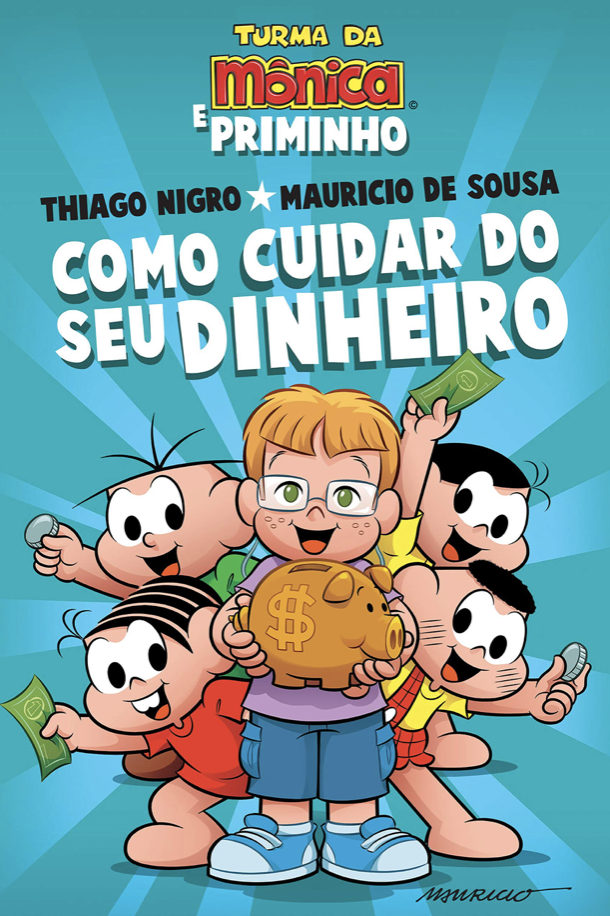 TURMA DA
MÔNICA ©
E PRIMINHO
THIAGO NIGRO ★ MAURICIO DE SOUSA
COMO CUIDAR DO
SEU DINHEIRO
$
MAURICIO